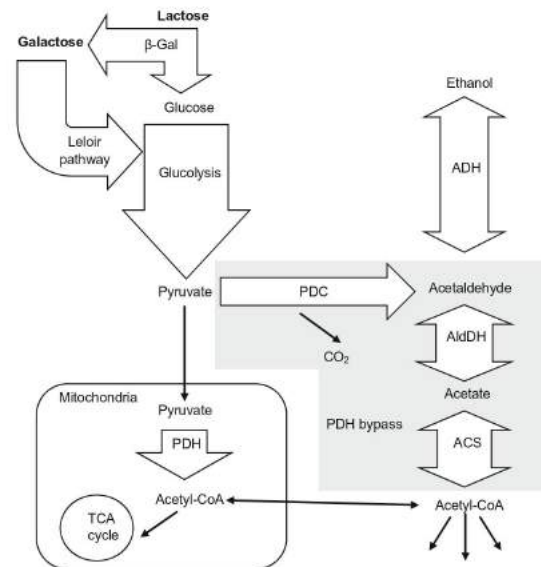 Lactose
Galactose
β-Gal
Glucose
Ethanol
Leloir
pathway
Glucolysis
ADH
Pyruvate
PDC
Acetaldehyde
CO2
AldDH
Mitochondria
Pyruvate
Acetate
PDH bypass
PDH
ACS
Acetyl-CoA
Acetyl-CoA
TCA
cycle